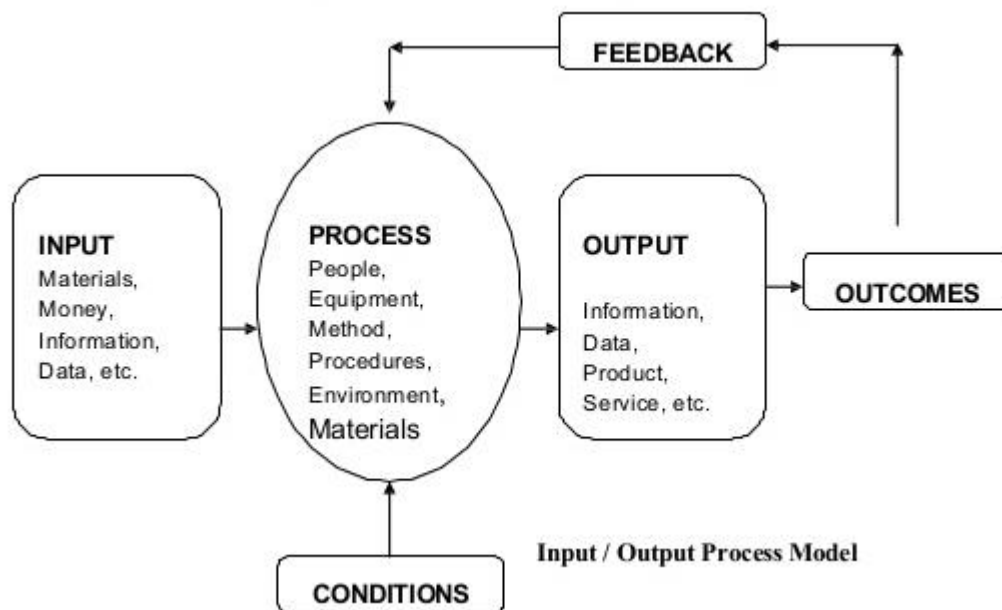 FEEDBACK
INPUT
Materials,
Money,
Information,
Data, etc.
PROCESS
People,
Equipment,
Method,
Procedures,
Environment,
Materials
OUTPUT
Information,
Data,
Product,
Service, etc.
OUTCOMES
CONDITIONS
Input / Output Process Model